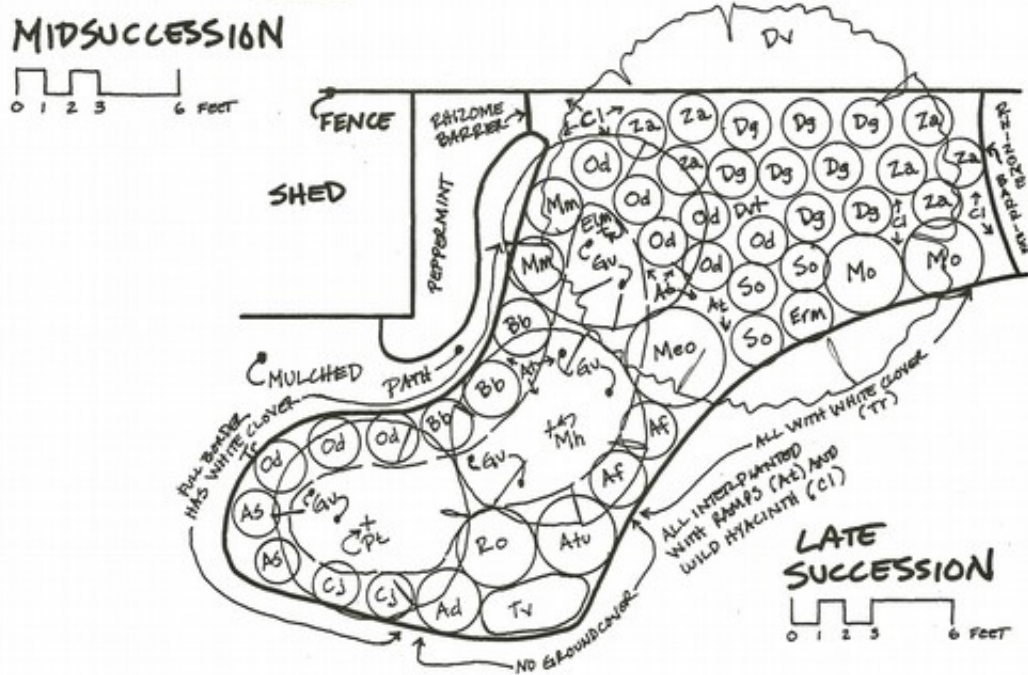 MIDSUCCESSION
0 1 2 3 6 FEET
FENCE
SHED
RHIZOME
BARRIER
PEPPERMINT
MULCHED PATH
FULL BORDER
HAS WHITE CLOVER
Tr
Dv
Cl Za Za Dg Dg Dg Za
RHIZOME BARRIER
Od Za Dg Dg Dg Za Za
Mm Od Od Dvt Dg Dg Cl Za Cl
Erm
Gv Od Od Od So Mo Mo
Mm At Od So
At Erm
Bb Meo So
Gv
Bb At
Bb Mh Af
Od Od Od
Gv Af
As Gv
Pt Ro Atu
As
Cj Cj Ad Tv
ALL WITH WHITE CLOVER
(Tr)
ALL INTERPLANTED
WITH RAMPS (At) AND
WILD HYACINTH (Cl)
NO GROUNDCOVER
LATE
SUCCESSION
0 1 2 3 6 FEET